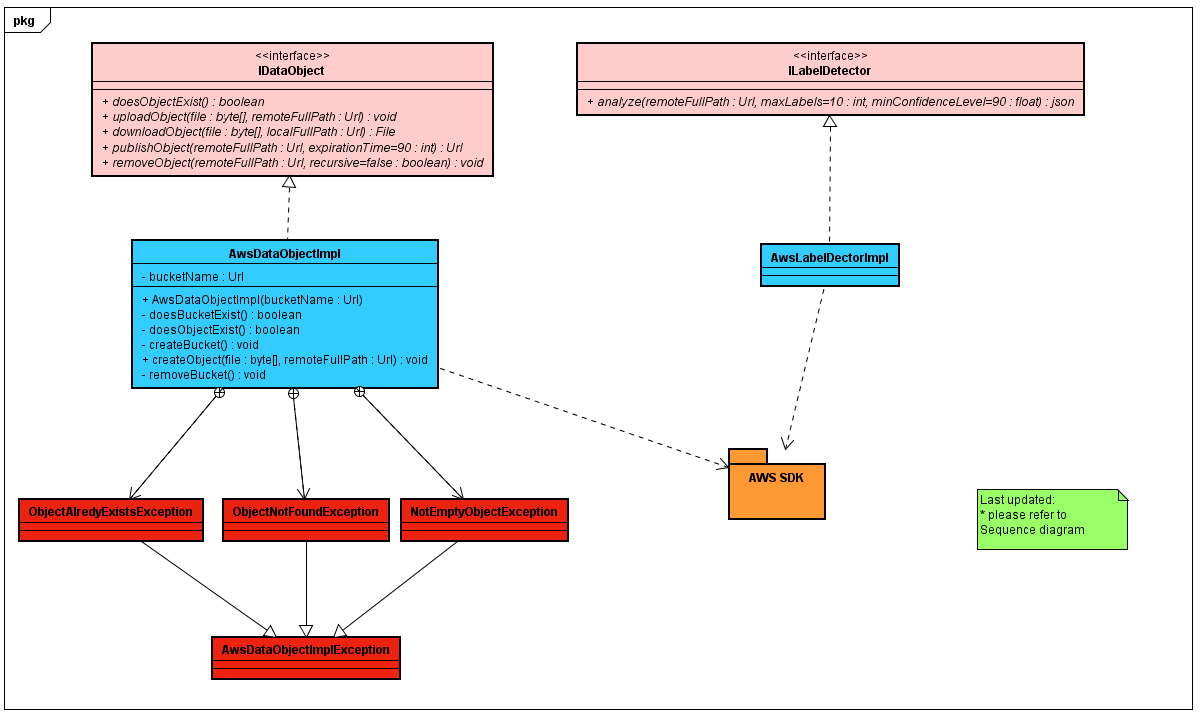 pkg
<<interface>>
IDataObject
+ doesObjectExist() : boolean
+ uploadObject(file : byte[], remoteFullPath : Url) : void
+ downloadObject(file : byte[], localFullPath : Url) : File
+ publishObject(remoteFullPath : Url, expirationTime=90 : int) : Url
+ removeObject(remoteFullPath : Url, recursive=false : boolean) : void
<<interface>>
ILabelDetector
+ analyze(remoteFullPath : Url, maxLabels=10 : int, minConfidenceLevel=90 : float) : json
AwsDataObjectImpl
- bucketName : Url
+ AwsDataObjectImpl(bucketName : Url)
- doesBucketExist() : boolean
- doesObjectExist() : boolean
- createBucket() : void
+ createObject(file : byte[], remoteFullPath : Url) : void
- removeBucket() : void
AwsLabelDectorImpl
AWS SDK
ObjectAlredyExistsException
ObjectNotFoundException
NotEmptyObjectException
Last updated:
* please refer to
Sequence diagram
AwsDataObjectImplException